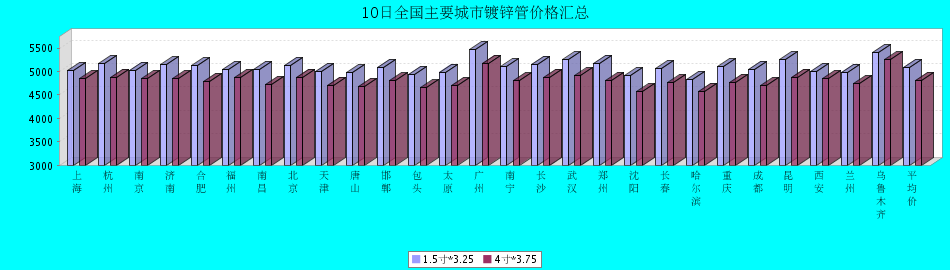 10日全国主要城市镀锌管价格汇总
5500
5000
4500
4000
3500
3000
上海 杭州 南京 济南 合肥 福州 南昌 北京 天津 唐山 邯郸 包头 太原 广州 南宁 长沙 武汉 郑州 沈阳 长春 哈尔滨 重庆 成都 昆明 西安 兰州 乌鲁木齐 平均价
1.5寸*3.25 4寸*3.75